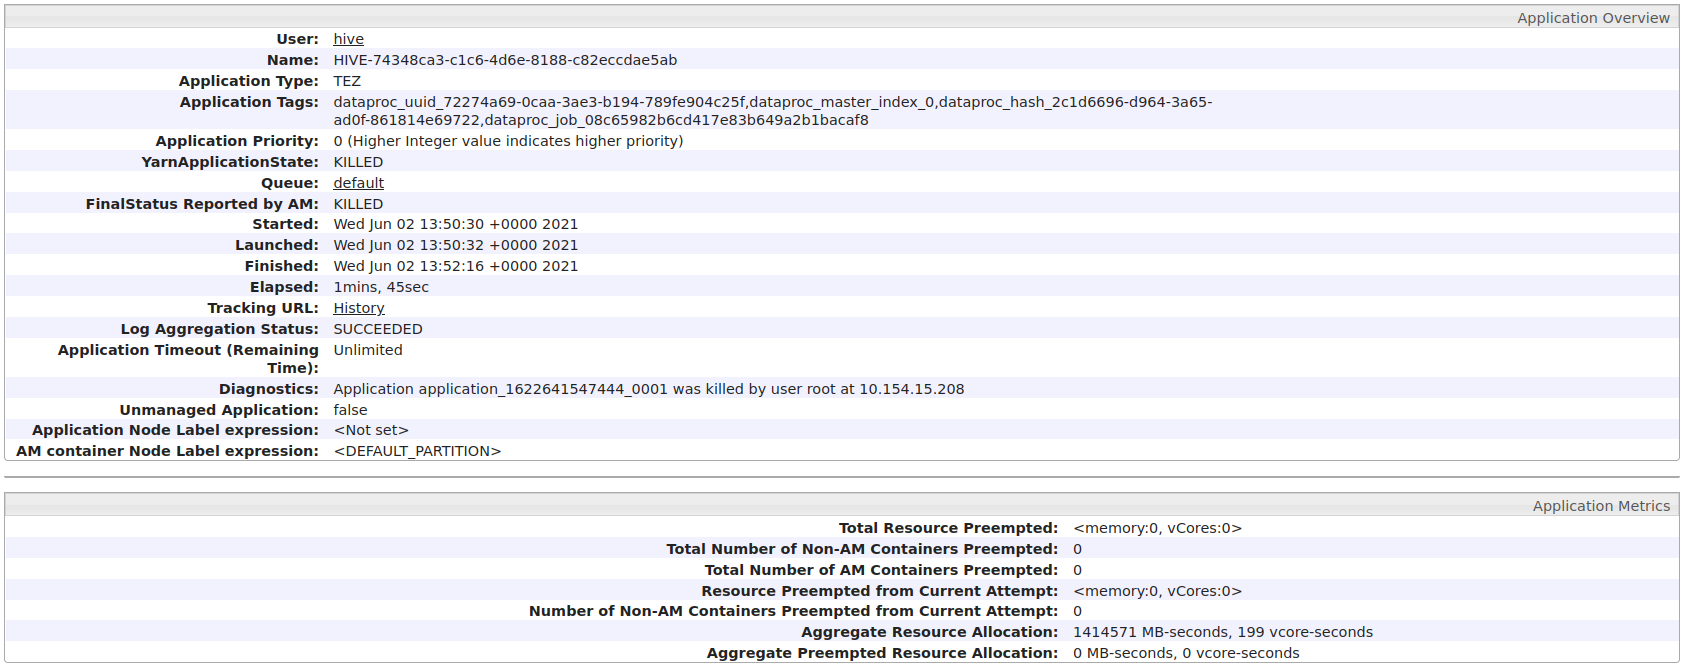 Application Overview
User: hive
Name: HIVE-74348ca3-c1c6-4d6e-8188-c82eccdae5ab
Application Type: TEZ
Application Tags: dataproc_uuid_72274a69-0caa-3ae3-b194-789fe904c25f,dataproc_master_index_0,dataproc_hash_2c1d6696-d964-3a65-
ad0f-861814e69722,dataproc_job_08c65982b6cd417e83b649a2b1bacaf8
Application Priority: 0 (Higher Integer value indicates higher priority)
YarnApplicationState: KILLED
Queue: default
FinalStatus Reported by AM: KILLED
Started: Wed Jun 02 13:50:30 +0000 2021
Launched: Wed Jun 02 13:50:32 +0000 2021
Finished: Wed Jun 02 13:52:16 +0000 2021
Elapsed: 1mins, 45sec
Tracking URL: History
Log Aggregation Status: SUCCEEDED
Application Timeout (Remaining Unlimited
Time):
Diagnostics: Application application_1622641547444_0001 was killed by user root at 10.154.15.208
Unmanaged Application: false
Application Node Label expression: <Not set>
AM container Node Label expression: <DEFAULT_PARTITION>
Application Metrics
Total Resource Preempted: <memory:0, vCores:0>
Total Number of Non-AM Containers Preempted: 0
Total Number of AM Containers Preempted: 0
Resource Preempted from Current Attempt: <memory:0, vCores:0>
Number of Non-AM Containers Preempted from Current Attempt: 0
Aggregate Resource Allocation: 1414571 MB-seconds, 199 vcore-seconds
Aggregate Preempted Resource Allocation: 0 MB-seconds, 0 vcore-seconds